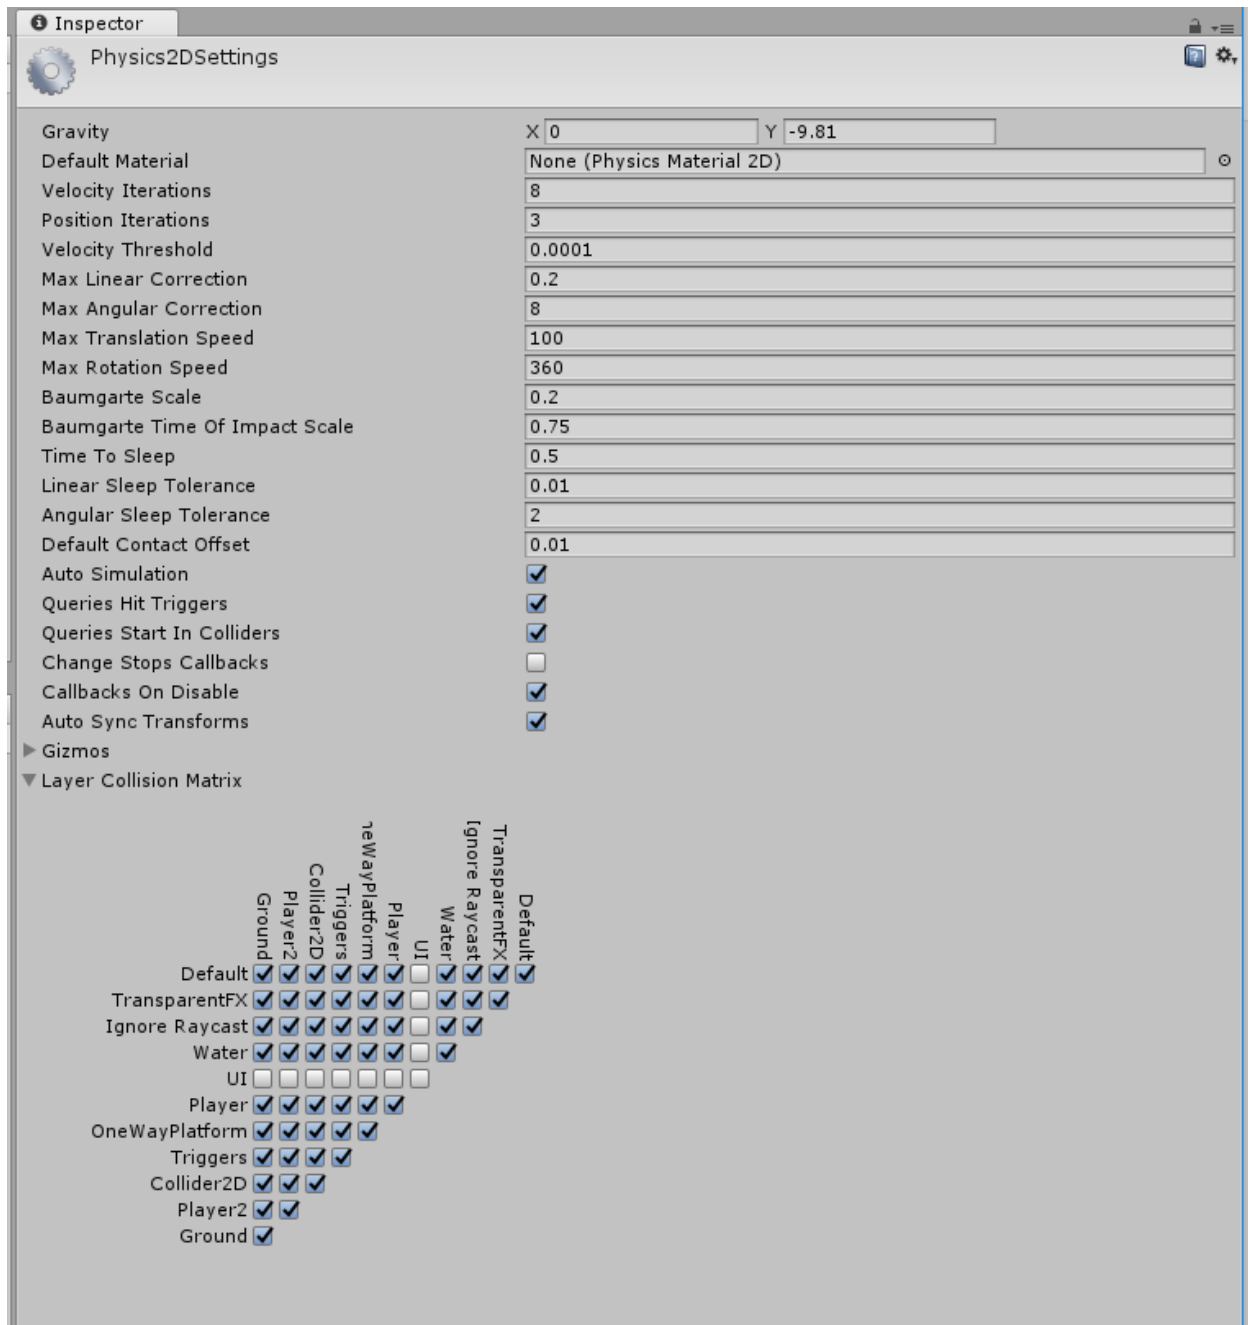 Inspector
Physics2DSettings
Gravity X 0 Y -9.81
Default Material None (Physics Material 2D)
Velocity Iterations 8
Position Iterations 3
Velocity Threshold 0.0001
Max Linear Correction 0.2
Max Angular Correction 8
Max Translation Speed 100
Max Rotation Speed 360
Baumgarte Scale 0.2
Baumgarte Time Of Impact Scale 0.75
Time To Sleep 0.5
Linear Sleep Tolerance 0.01
Angular Sleep Tolerance 2
Default Contact Offset 0.01
Auto Simulation
Queries Hit Triggers
Queries Start In Colliders
Change Stops Callbacks
Callbacks On Disable
Auto Sync Transforms
Gizmos
Layer Collision Matrix
Ground
Player2
Collider2D
Triggers
neWayPlatform
Player
UI
Water
Ignore Raycast
TransparentFX
Default
Default
TransparentFX
Ignore Raycast
Water
UI
Player
OneWayPlatform
Triggers
Collider2D
Player2
Ground